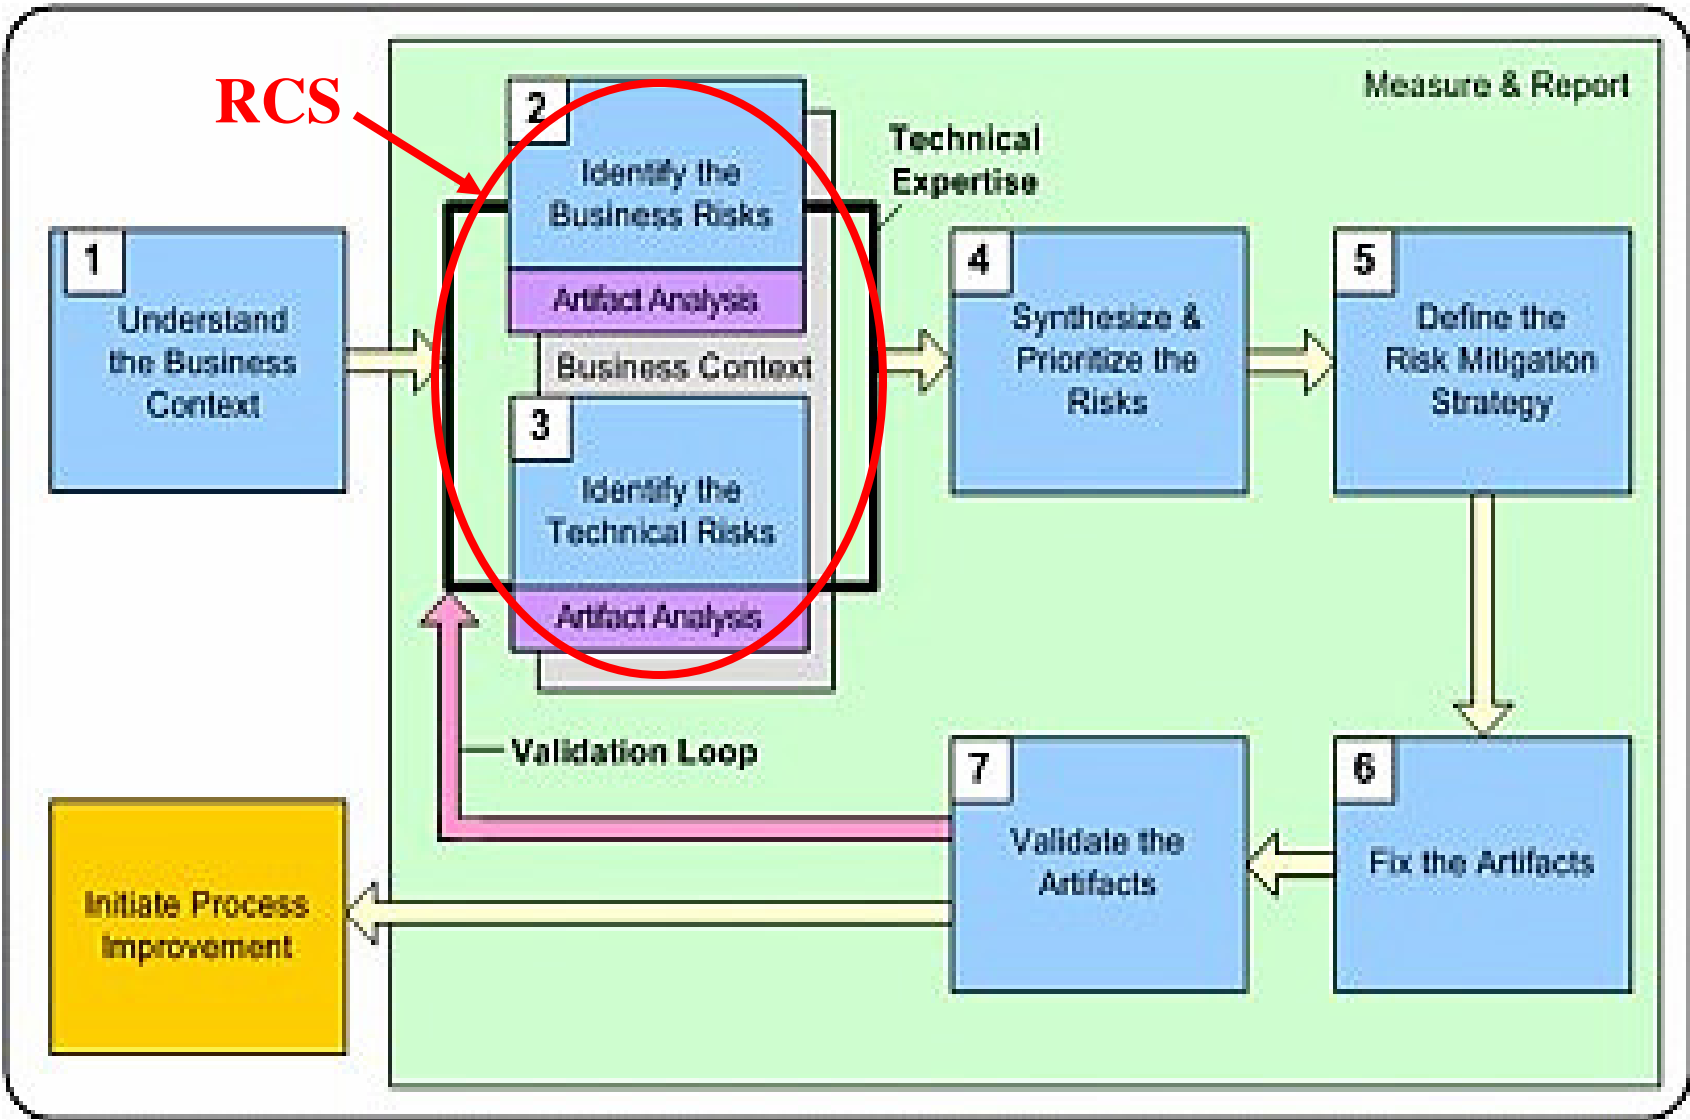 RCS
Measure & Report
Technical
Expertise
1
Understand
the Business
Context
2
Identify the
Business Risks
Artifact Analysis
Business Context
3
Identify the
Technical Risks
Artifact Analysis
4
Synthesize &
Prioritize the
Risks
5
Define the
Risk Mitigation
Strategy
Validation Loop
7
Validate the
Artifacts
6
Fix the Artifacts
Initiate Process
Improvement